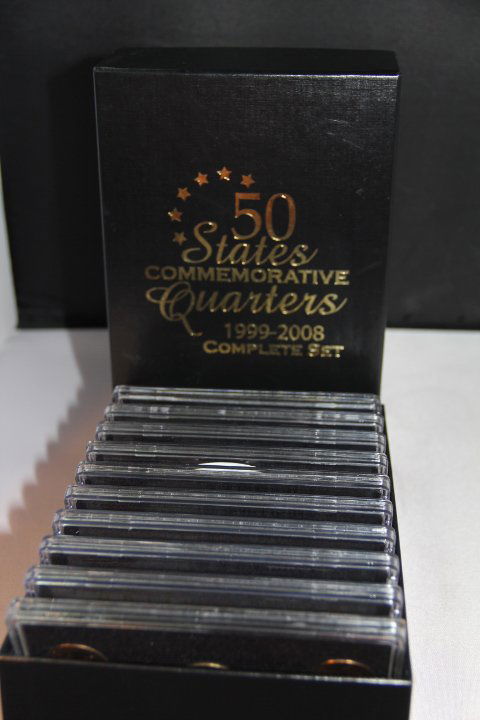 50
States
COMMEMORATIVE
Quarters
1999-2008
COMPLETE SET